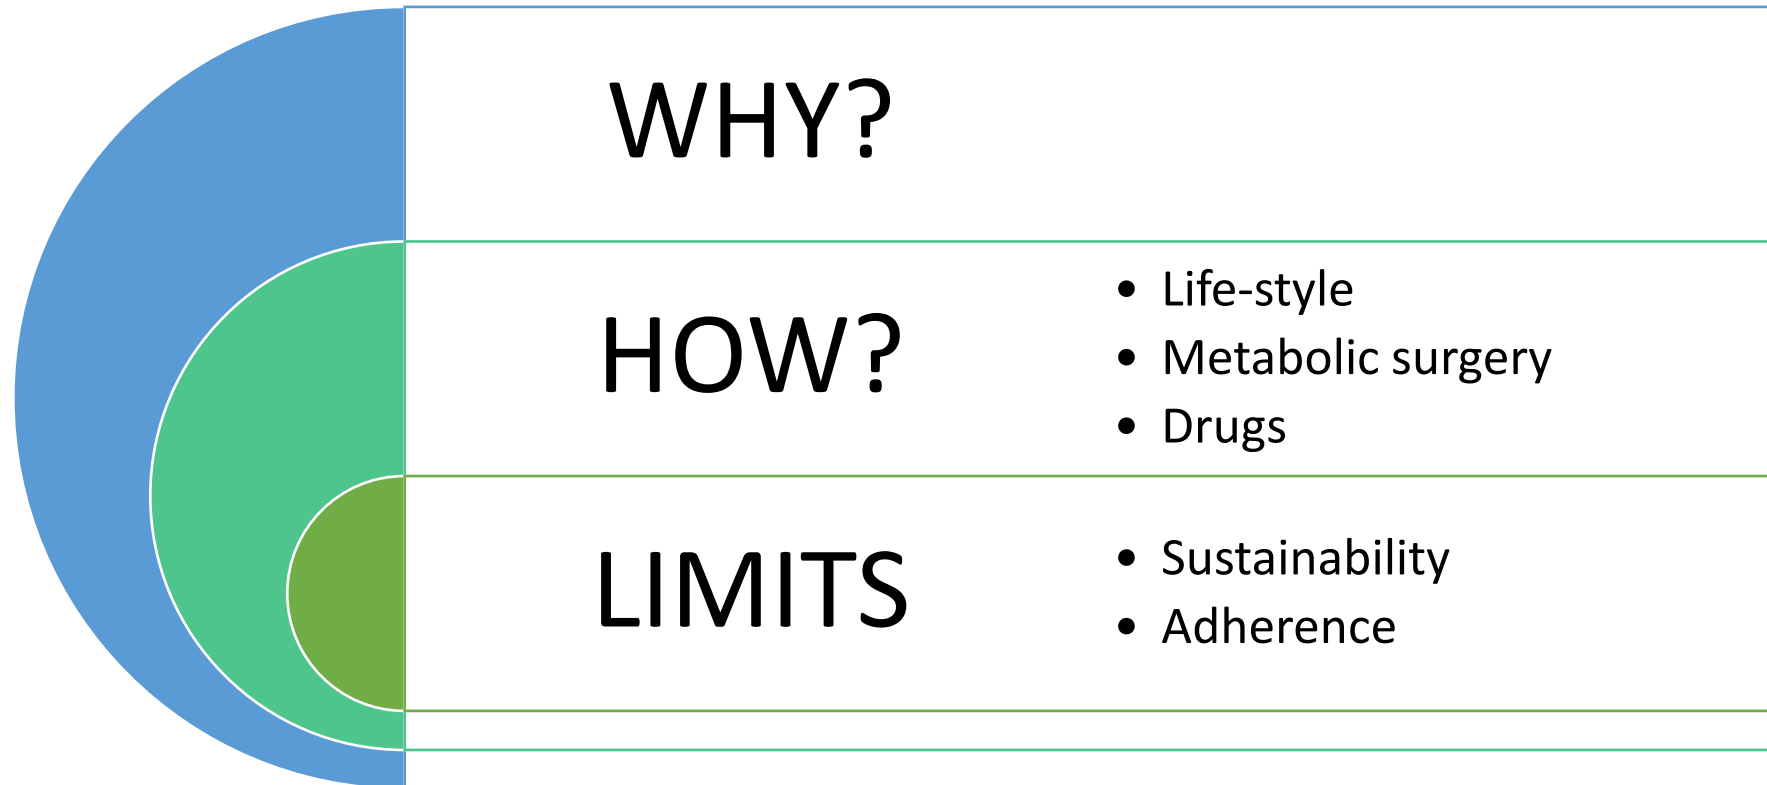 WHY?
HOW?
• Life-style
• Metabolic surgery
• Drugs
LIMITS
• Sustainability
• Adherence